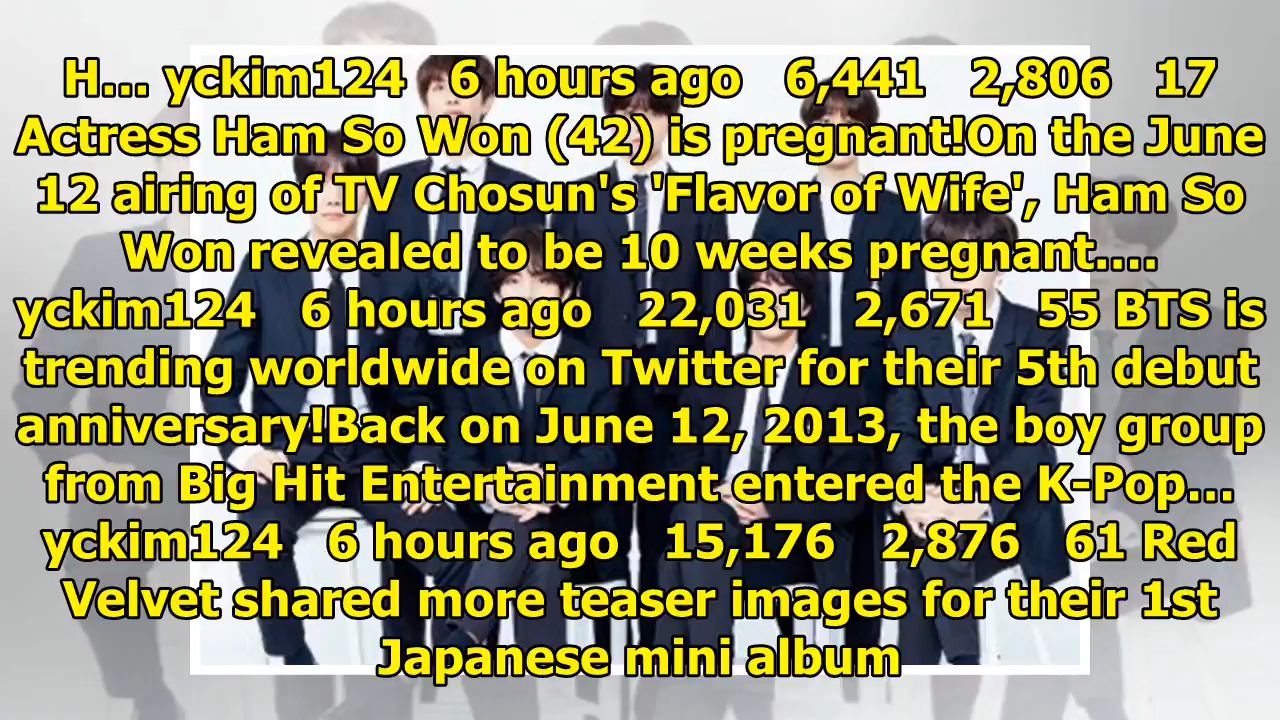 H... yckim124 6 hours ago 6,441 2,806 17
Actress Ham So Won (42) is pregnant!On the June
12 airing of TV Chosun's 'Flavor of Wife', Ham So
Won revealed to be 10 weeks pregnant....
yckim124 6 hours ago 22,031 2,671 55 BTS is
trending worldwide on Twitter for their 5th debut
anniversary!Back on June 12, 2013, the boy group
from Big Hit Entertainment entered the K-Pop...
yckim124 6 hours ago 15,176 2,876 61 Red
Velvet shared more teaser images for their 1st
Japanese mini album